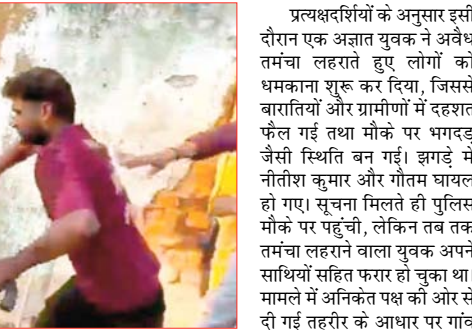 प्रत्यक्षदर्शियों के अनुसार इसी
दौरान एक अज्ञात युवक ने अवैध
तमंचा लहराते हुए लोगों को
धमकाना शुरू कर दिया, जिससे
बारातियों और ग्रामीणों में दहशत
फैल गई तथा मौके पर भगदड़
जैसी स्थिति बन गई। झगड़े में
नीतीश कुमार और गौतम घायल
हो गए। सूचना मिलते ही पुलिस
मौके पर पहुंची, लेकिन तब तक
तमंचा लहराने वाला युवक अपने
साथियों सहित फरार हो चुका था।
मामले में अनिकेत पक्ष की ओर से
दी गई तहरीर के आधार पर गांव